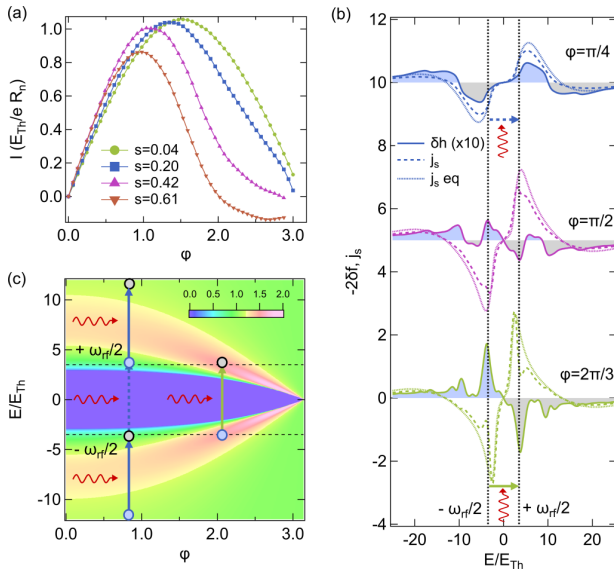 (a)
I (E_Th/e R_n)
1.0
0.8
0.6
0.4
0.2
0.0
s=0.04
s=0.20
s=0.42
s=0.61
0.0 1.0 2.0 3.0
φ
(b)
-2δf, j_s
12
10
8
6
4
2
0
-2
-4
φ=π/4
δh (x10)
j_s
j_s eq
φ=π/2
φ=2π/3
- ω_rf/2 + ω_rf/2
-20 -10 0 10 20
E/E_Th
(c)
E/E_Th
10
5
0
-5
-10
0.0 0.5 1.0 1.5 2.0
+ ω_rf/2
- ω_rf/2
0.0 1.0 2.0 3.0
φ